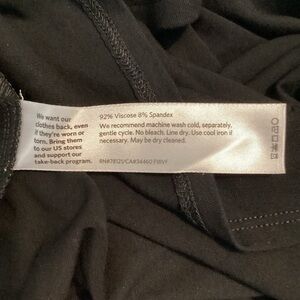 We want our
clothes back, even
if they're worn or
torn. Bring them
to our US stores
and support our
take-back program.
92% Viscose 8% Spandex
We recommend machine wash cold, separately,
gentle cycle. No bleach. Line dry. Use cool iron if
necessary. May be dry cleaned.